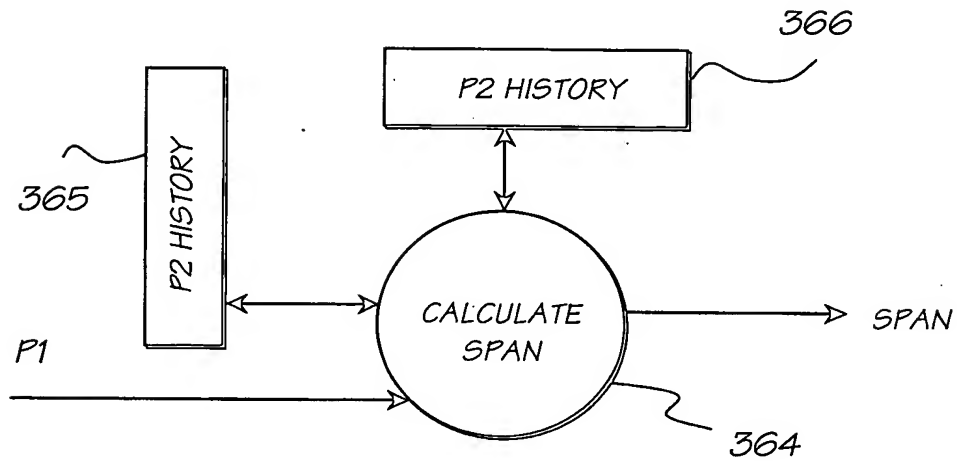 366
P2 HISTORY
P2 HISTORY
365
P1
CALCULATE
SPAN
SPAN
364